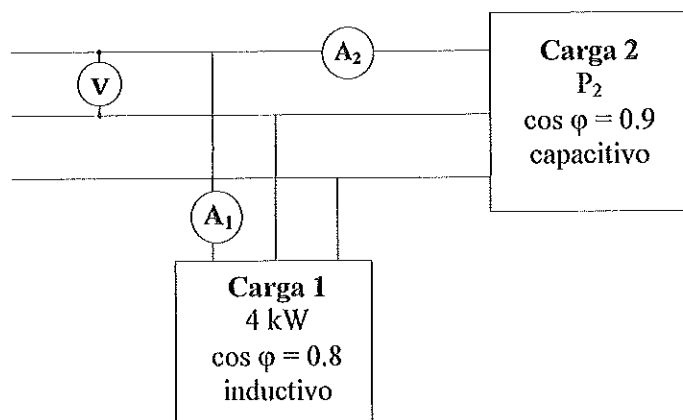 A₂
Carga 2
P₂
cos φ = 0.9
capacitivo
V
A₁
Carga 1
4 kW
cos φ = 0.8
inductivo